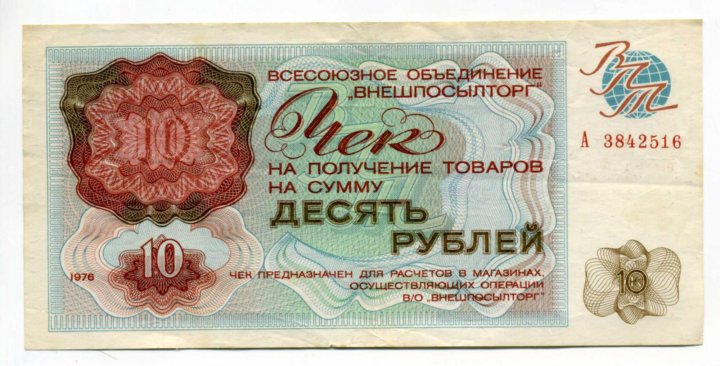 ВСЕСОЮЗНОЕ ОБЪЕДИНЕНИЕ
„ВНЕШПОСЫЛТОРГ"
Чек
НА ПОЛУЧЕНИЕ ТОВАРОВ
НА СУММУ
ДЕСЯТЬ
РУБЛЕЙ
ЧЕК ПРЕДНАЗНАЧЕН ДЛЯ РАСЧЕТОВ В МАГАЗИНАХ,
ОСУЩЕСТВЛЯЮЩИХ ОПЕРАЦИИ
В/О „ВНЕШПОСЫЛТОРГ"
10
10
1976
ВПТ
А 3842516
10